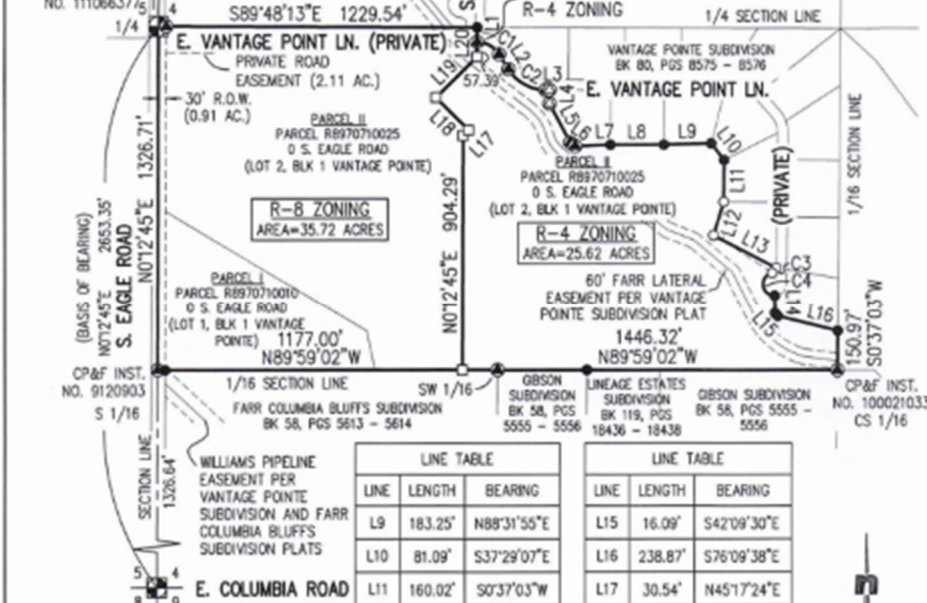 NO. 111066377
5 4
1/4
S89°48'13"E 1229.54'
E. VANTAGE POINT LN. (PRIVATE)
PRIVATE ROAD
EASEMENT (2.11 AC.)
30' R.O.W.
(0.91 AC.)
R-4 ZONING
1/4 SECTION LINE
VANTAGE POINTE SUBDIVISION
BK 80, PGS 8575 - 8576
E. VANTAGE POINT LN.
(PRIVATE)
1/16 SECTION LINE
L1
C1
L2
C2
L3
L4
L5
L6
L7
L8
L9
L10
L11
L12
L13
C3
C4
L14
L15
L16
L19
57.39'
L18
L17
PARCEL II
PARCEL R8970710025
0 S. EAGLE ROAD
(LOT 2, BLK 1 VANTAGE POINTE)
R-8 ZONING
AREA=35.72 ACRES
PARCEL II
PARCEL R8970710025
0 S. EAGLE ROAD
(LOT 2, BLK 1 VANTAGE POINTE)
R-4 ZONING
AREA=25.62 ACRES
60' FARR LATERAL
EASEMENT PER VANTAGE
POINTE SUBDIVISION PLAT
(BASIS OF BEARING)
N0°12'45"E 2653.35'
S. EAGLE ROAD
N0°12'45"E 1326.71'
N0°12'45"E 904.29'
PARCEL I
PARCEL R8970710010
0 S. EAGLE ROAD
(LOT 1, BLK 1 VANTAGE
POINTE)
1177.00'
N89°59'02"W
1446.32'
N89°59'02"W
150.97'
S0°37'03"W
CP&F INST.
NO. 9120903
S 1/16
1/16 SECTION LINE
SW 1/16
FARR COLUMBIA BLUFFS SUBDIVISION
BK 58, PGS 5613 - 5614
GIBSON
SUBDIVISION
BK 58, PGS
5555 - 5556
LINEAGE ESTATES
SUBDIVISION
BK 119, PGS
18436 - 18438
GIBSON SUBDIVISION
BK 58, PGS 5555 -
5556
CP&F INST.
NO. 100021033
CS 1/16
SECTION LINE
1326.64'
WILLIAMS PIPELINE
EASEMENT PER
VANTAGE POINTE
SUBDIVISION AND FARR
COLUMBIA BLUFFS
SUBDIVISION PLATS
5 4
8 9
E. COLUMBIA ROAD
LINE TABLE
LINE LENGTH BEARING
L9 183.25' N88°31'55"E
L10 81.09' S37°29'07"E
L11 160.02' S0°37'03"W
LINE TABLE
LINE LENGTH BEARING
L15 16.09' S42°09'30"E
L16 238.87' S76°09'38"E
L17 30.54' N45°17'24"E